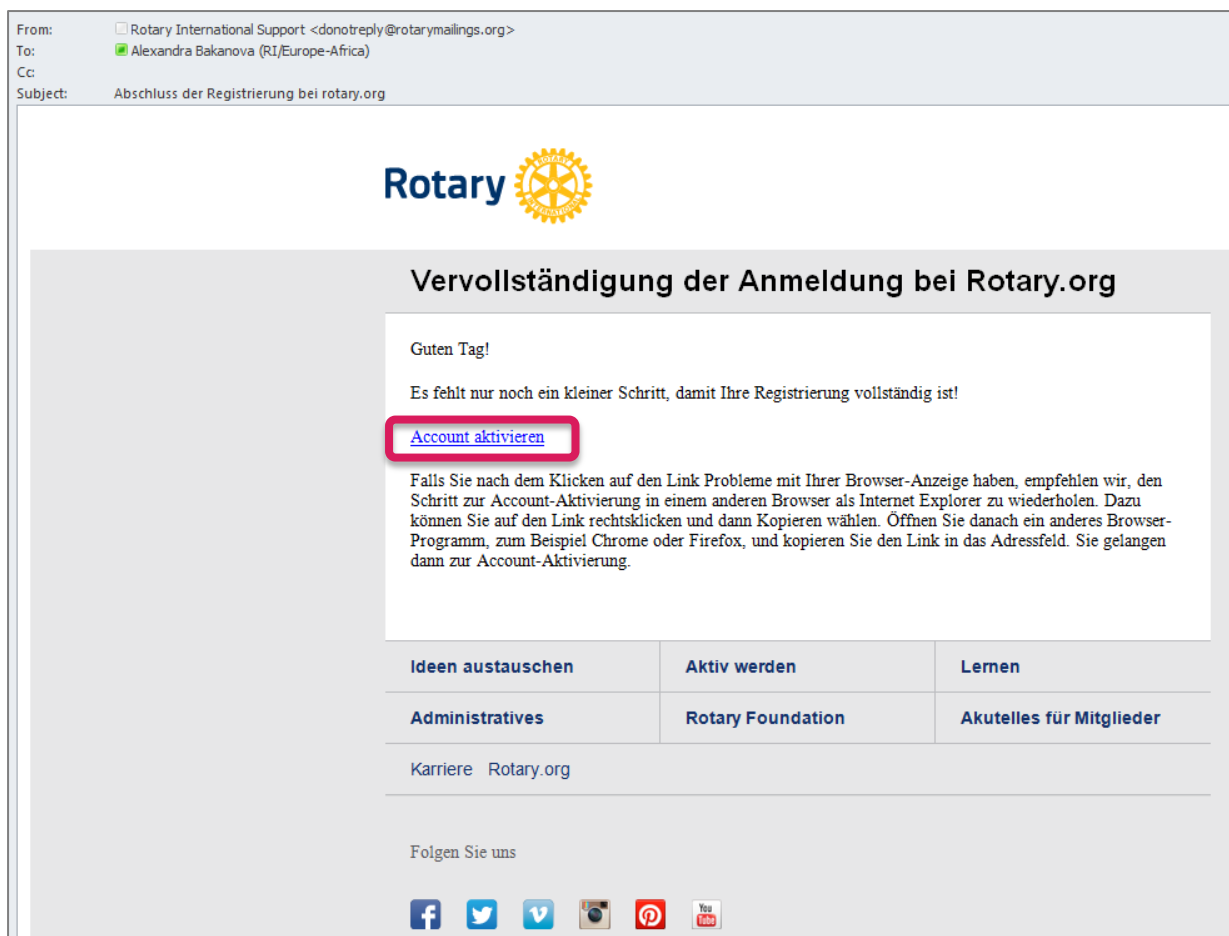 From: Rotary International Support <donotreply@rotarymailings.org>
To: Alexandra Bakanova (RI/Europe-Africa)
Cc:
Subject: Abschluss der Registrierung bei rotary.org
Rotary
ROTARY INTERNATIONAL
Vervollständigung der Anmeldung bei Rotary.org
Guten Tag!
Es fehlt nur noch ein kleiner Schritt, damit Ihre Registrierung vollständig ist!
Account aktivieren
Falls Sie nach dem Klicken auf den Link Probleme mit Ihrer Browser-Anzeige haben, empfehlen wir, den
Schritt zur Account-Aktivierung in einem anderen Browser als Internet Explorer zu wiederholen. Dazu
können Sie auf den Link rechtsklicken und dann Kopieren wählen. Öffnen Sie danach ein anderes Browser-
Programm, zum Beispiel Chrome oder Firefox, und kopieren Sie den Link in das Adressfeld. Sie gelangen
dann zur Account-Aktivierung.
Ideen austauschen Aktiv werden Lernen
Administratives Rotary Foundation Akutelles für Mitglieder
Karriere Rotary.org
Folgen Sie uns
You Tube